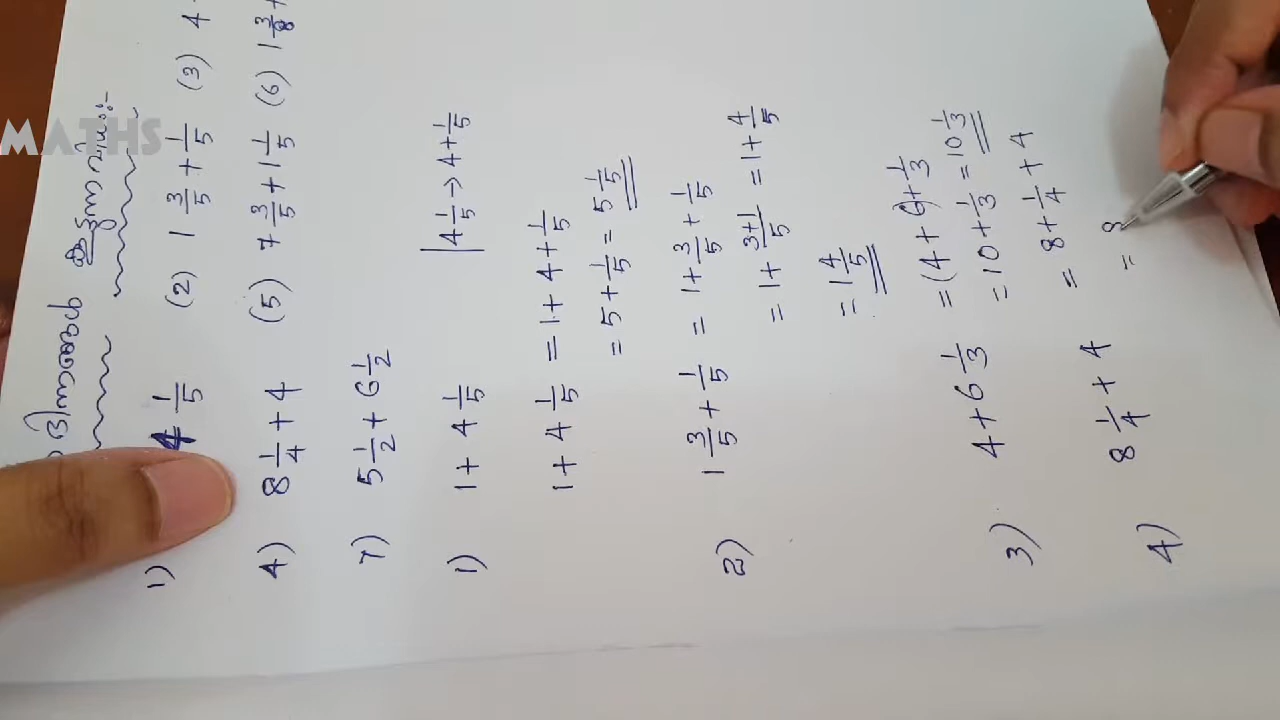 MATHS
ഭിന്നങ്ങൾ കൂട്ടുന്ന വിധം :-
1) 4 1/5 (2) 1 3/5 + 1/5 (3) 4
4) 8 1/4 + 4 (5) 7 3/5 + 1 1/5 (6) 1 3/8 +
7) 5 1/2 + 6 1/2
1) 1 + 4 1/5 | 4 1/5 → 4 + 1/5
1 + 4 1/5 = 1 + 4 + 1/5
= 5 + 1/5 = 5 1/5
2) 1 3/5 + 1/5 = 1 + 3/5 + 1/5
= 1 + 3+1/5 = 1 + 4/5
= 1 4/5
3) 4 + 6 1/3 = (4 + 6) + 1/3
= 10 + 1/3 = 10 1/3
4) 8 1/4 + 4 = 8 + 1/4 + 4
= 8